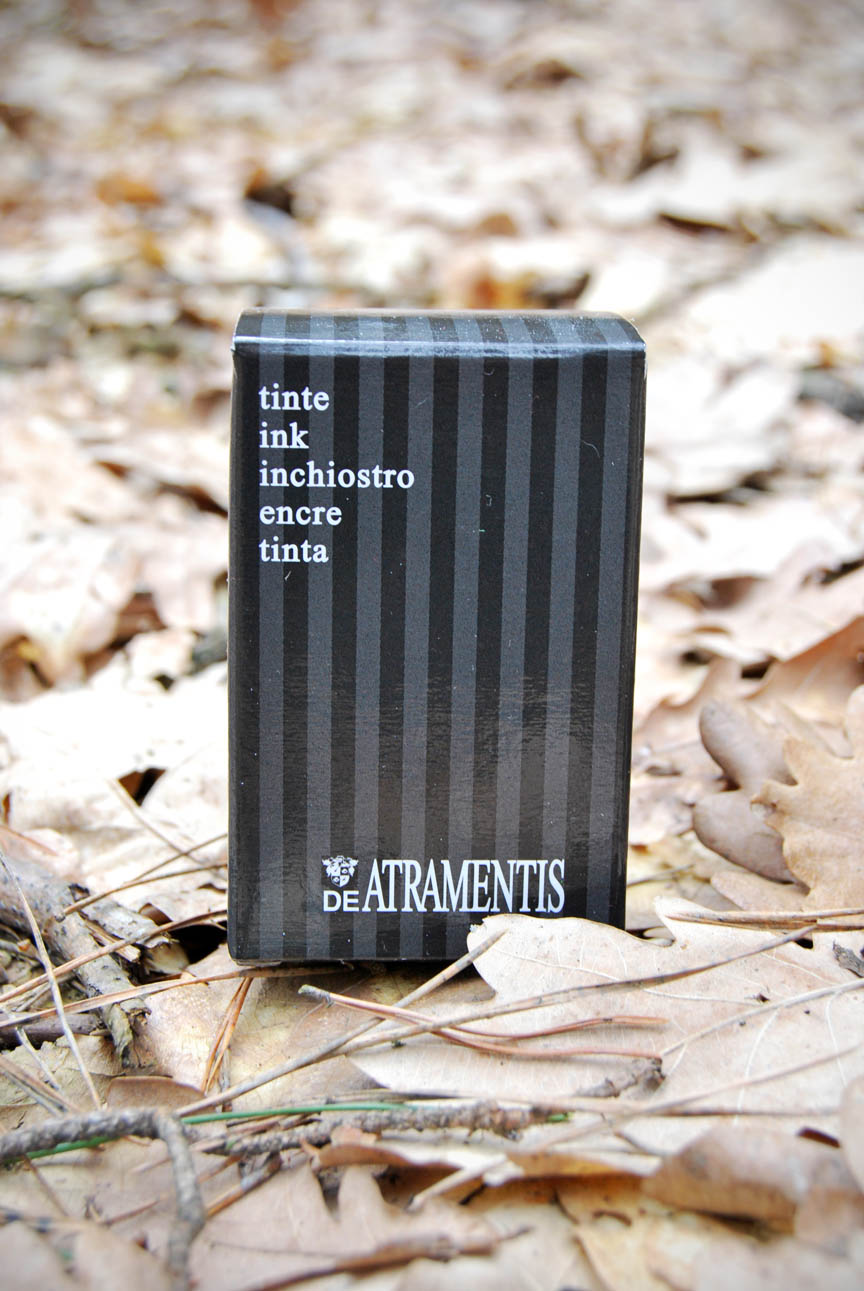 tinte
ink
inchiostro
encre
tinta
DE ATRAMENTIS